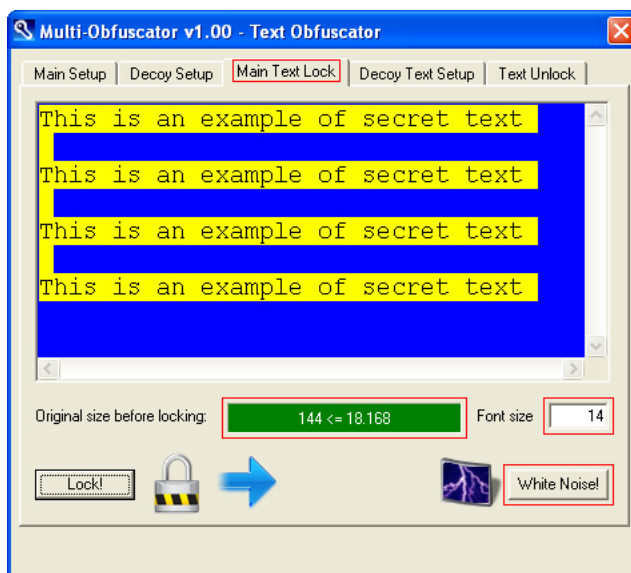 Multi-Obfuscator v1.00 - Text Obfuscator
Main Setup Decoy Setup Main Text Lock Decoy Text Setup Text Unlock
This is an example of secret text
This is an example of secret text
This is an example of secret text
This is an example of secret text
Original size before locking: 144 <= 18.168 Font size 14
Lock! White Noise!